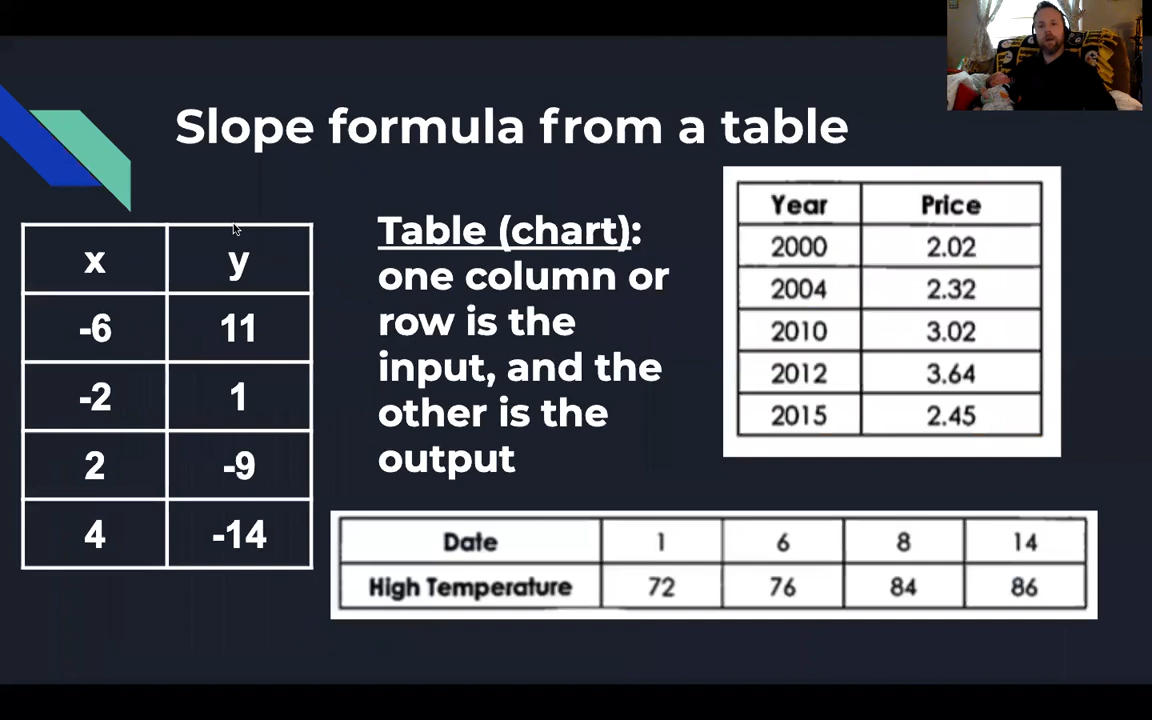 Slope formula from a table
x y
-6 11
-2 1
2 -9
4 -14
Table (chart):
one column or
row is the
input, and the
other is the
output
Year Price
2000 2.02
2004 2.32
2010 3.02
2012 3.64
2015 2.45
Date 1 6 8 14
High Temperature 72 76 84 86